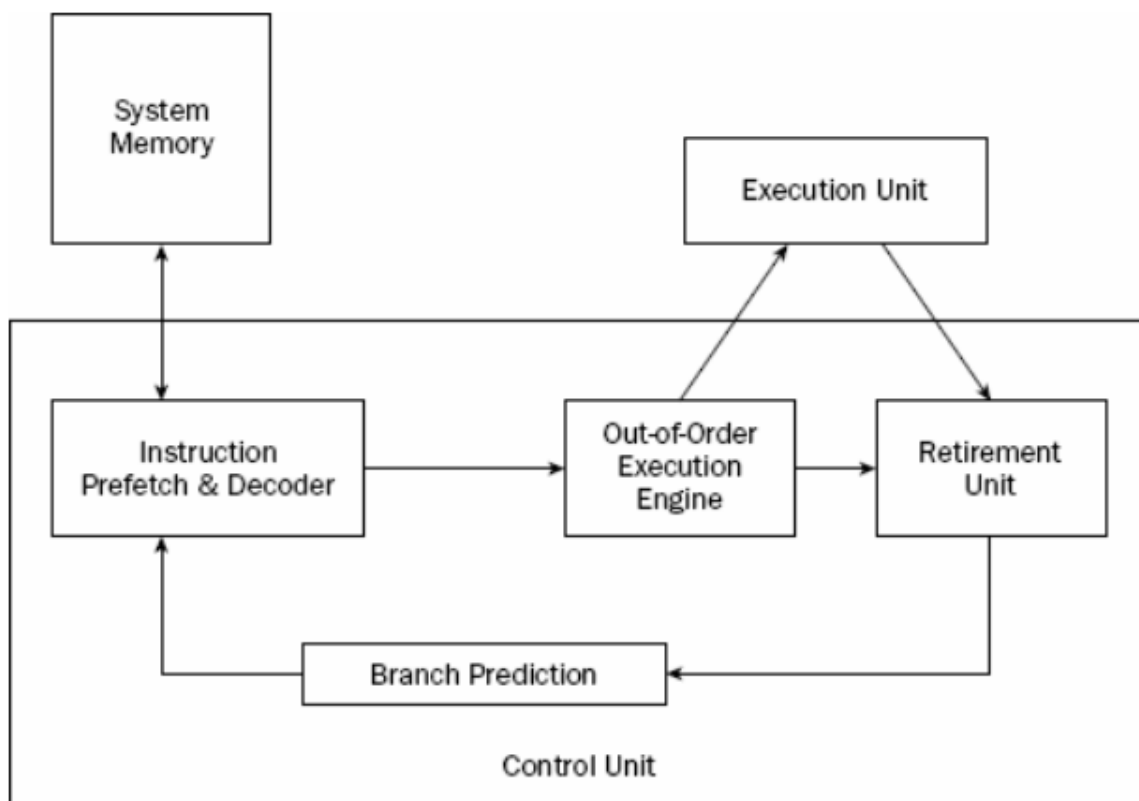 System
Memory
Execution Unit
Instruction
Prefetch & Decoder
Out-of-Order
Execution
Engine
Retirement
Unit
Branch Prediction
Control Unit